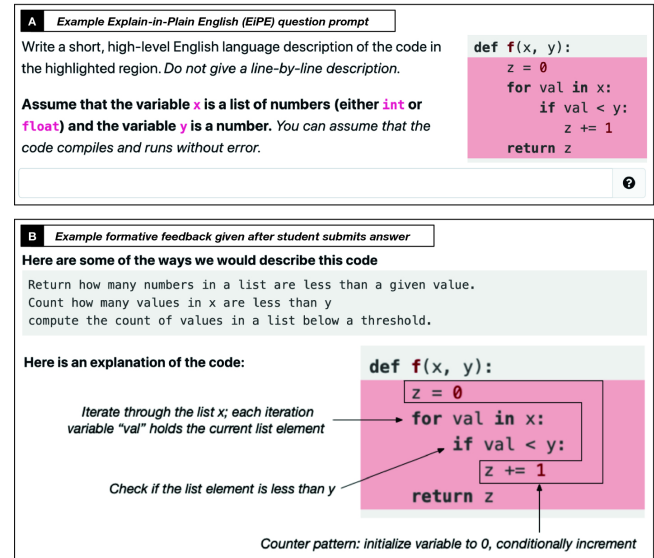 A Example Explain-in-Plain English (EiPE) question prompt
Write a short, high-level English language description of the code in
the highlighted region. Do not give a line-by-line description.
Assume that the variable x is a list of numbers (either int or
float) and the variable y is a number. You can assume that the
code compiles and runs without error.
def f(x, y):
    z = 0
    for val in x:
        if val < y:
            z += 1
    return z
?
B Example formative feedback given after student submits answer
Here are some of the ways we would describe this code
Return how many numbers in a list are less than a given value.
Count how many values in x are less than y
compute the count of values in a list below a threshold.
Here is an explanation of the code:
Iterate through the list x; each iteration
variable “val” holds the current list element
Check if the list element is less than y
def f(x, y):
    z = 0
    for val in x:
        if val < y:
            z += 1
    return z
Counter pattern: initialize variable to 0, conditionally increment